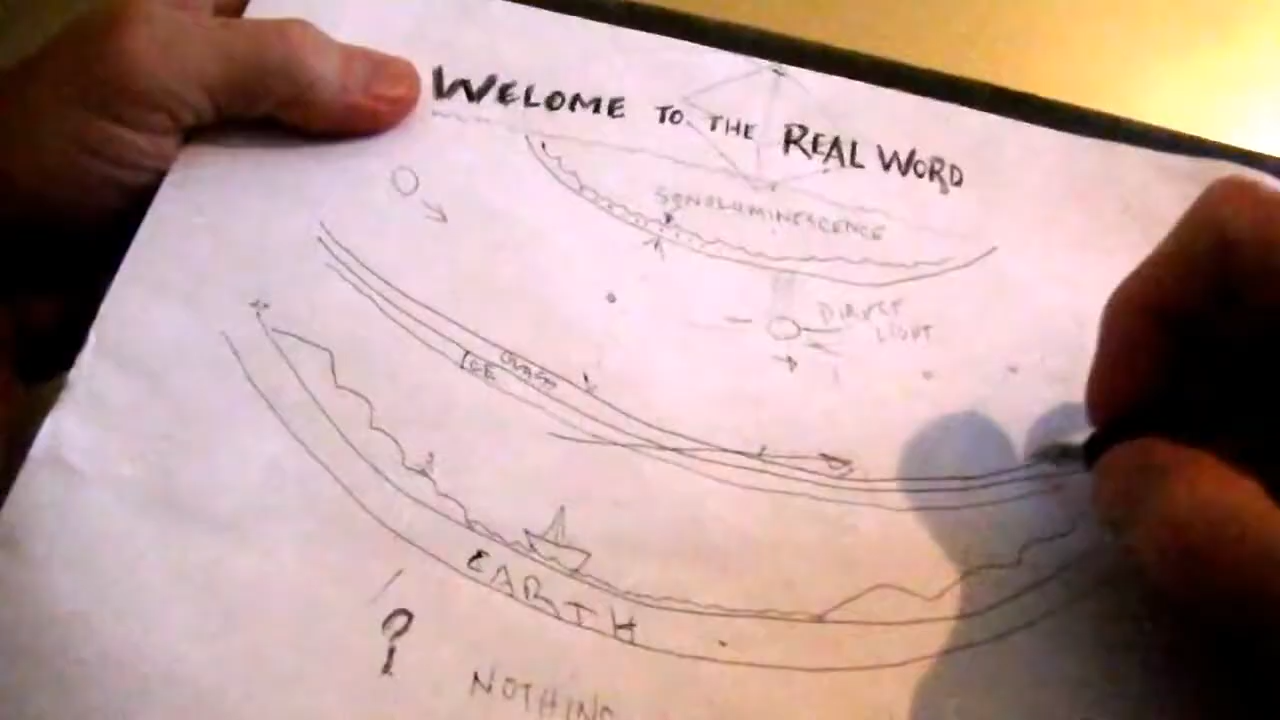 WELOME TO THE REAL WORD
SONOLUMINESCENCE
DIRECT
LIGHT
GLASS
ICE
EARTH
?
NOTHING